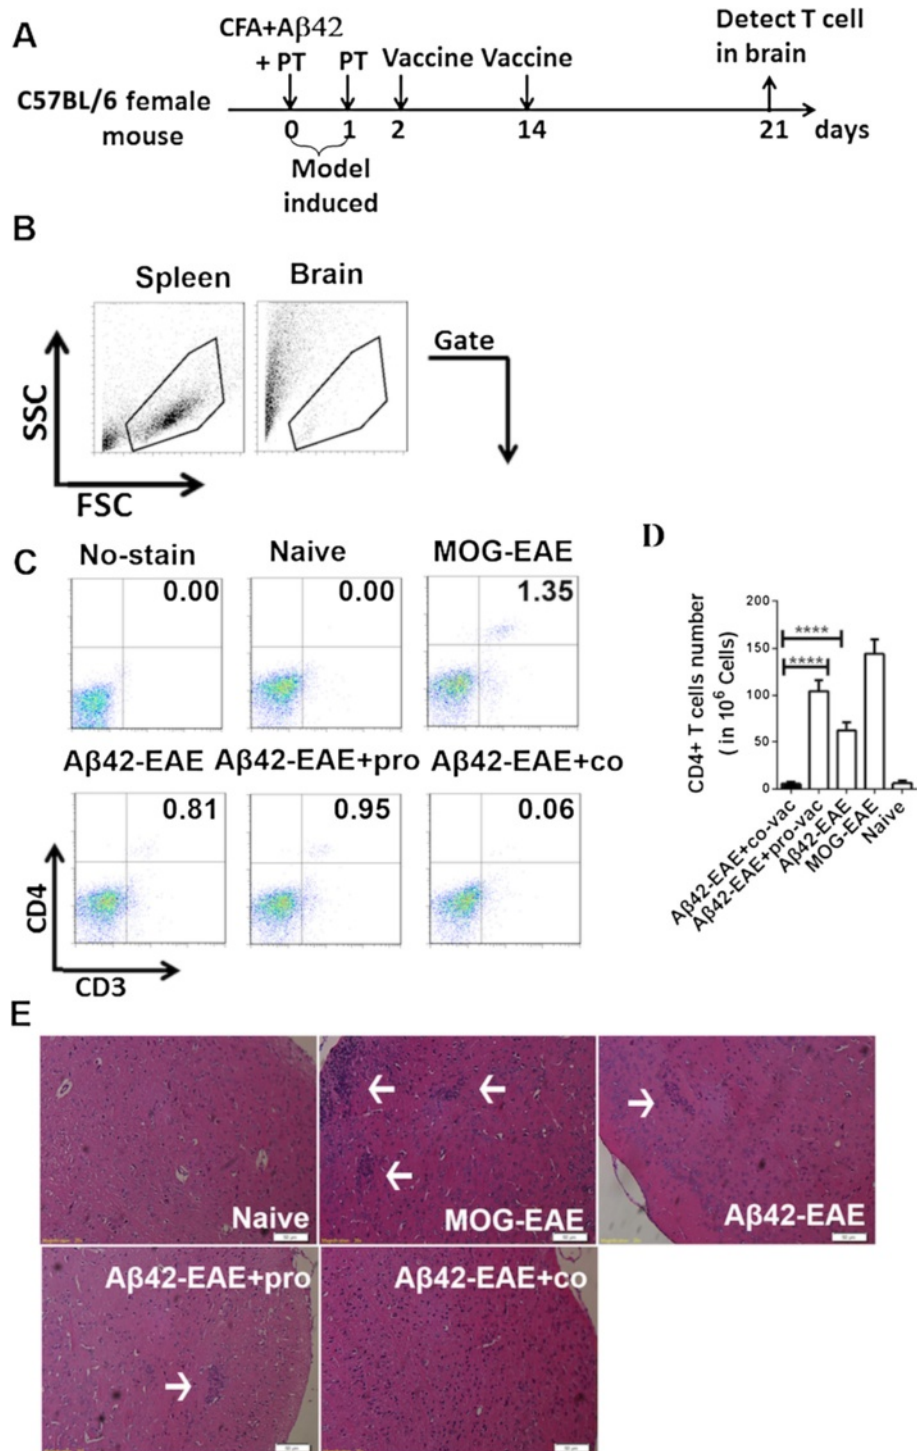 A
CFA+Aβ42
+ PT PT Vaccine Vaccine
Detect T cell
in brain
C57BL/6 female
mouse
0 1 2 14 21 days
Model
induced
B
Spleen Brain
Gate
SSC
FSC
C
No-stain Naive MOG-EAE
0.00 0.00 1.35
Aβ42-EAE Aβ42-EAE+pro Aβ42-EAE+co
0.81 0.95 0.06
CD4
CD3
D
CD4+ T cells number
( in 10⁶ Cells)
200
150
100
50
0
****
****
Aβ42-EAE+co-vac
Aβ42-EAE+pro-vac
Aβ42-EAE
MOG-EAE
Naive
E
Naive
MOG-EAE
Aβ42-EAE
Aβ42-EAE+pro
Aβ42-EAE+co